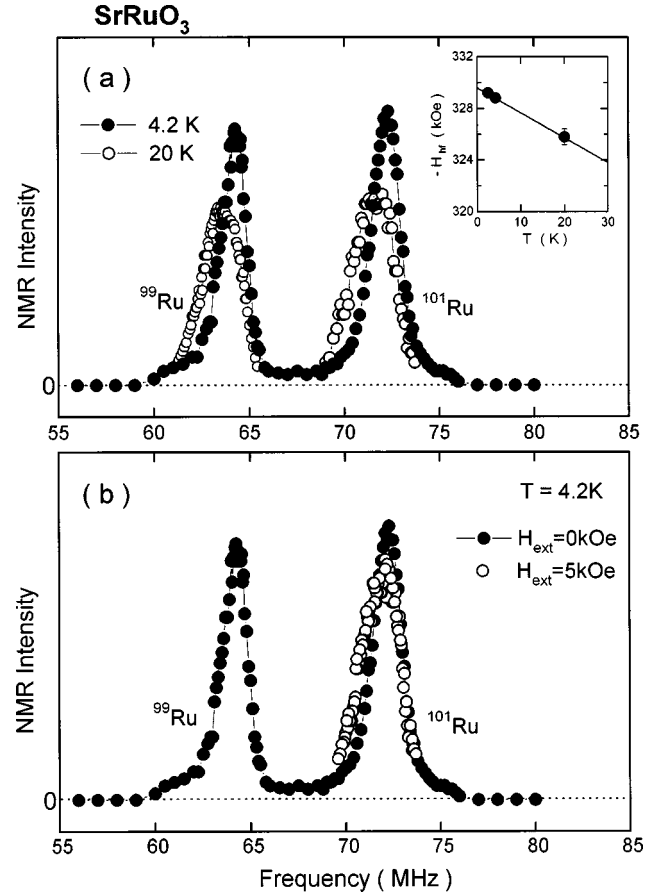 SrRuO₃
( a )
4.2 K
20 K
NMR Intensity
0
⁹⁹Ru
¹⁰¹Ru
55 60 65 70 75 80 85
- H_hf ( kOe )
332
328
324
320
0 10 20 30
T ( K )
( b )
T = 4.2K
H_ext=0kOe
H_ext=5kOe
NMR Intensity
0
⁹⁹Ru
¹⁰¹Ru
55 60 65 70 75 80 85
Frequency ( MHz )